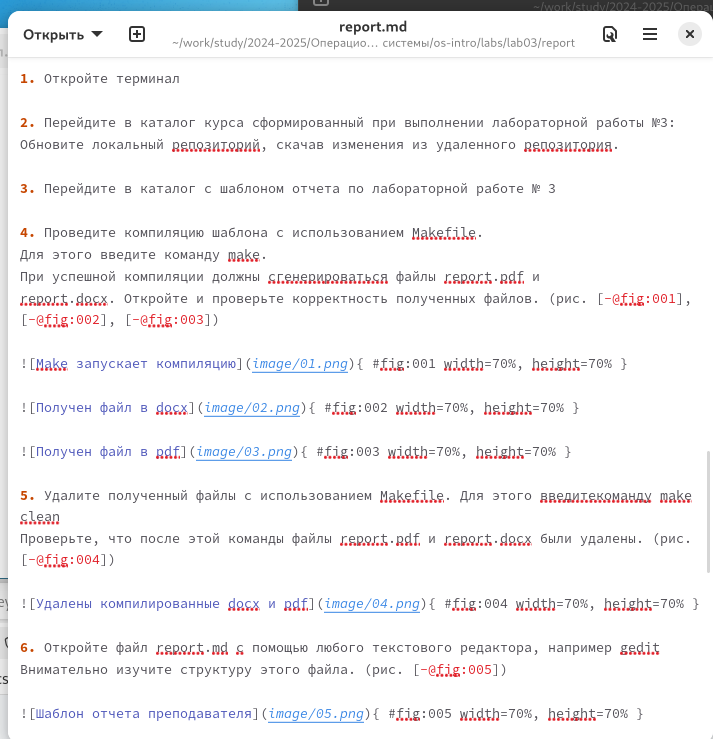 ~/work/study/2024-2025/Операци
Открыть
report.md
~/work/study/2024-2025/Операцио… системы/os-intro/labs/lab03/report
1. Откройте терминал
2. Перейдите в каталог курса сформированный при выполнении лабораторной работы №3:
Обновите локальный репозиторий, скачав изменения из удаленного репозитория.
3. Перейдите в каталог с шаблоном отчета по лабораторной работе № 3
4. Проведите компиляцию шаблона с использованием Makefile.
Для этого введите команду make.
При успешной компиляции должны сгенерироваться файлы report.pdf и
report.docx. Откройте и проверьте корректность полученных файлов. (рис. [-@fig:001],
[-@fig:002], [-@fig:003])
![Make запускает компиляцию](image/01.png){ #fig:001 width=70%, height=70% }
![Получен файл в docx](image/02.png){ #fig:002 width=70%, height=70% }
![Получен файл в pdf](image/03.png){ #fig:003 width=70%, height=70% }
5. Удалите полученный файлы с использованием Makefile. Для этого введитекоманду make
clean
Проверьте, что после этой команды файлы report.pdf и report.docx были удалены. (рис.
[-@fig:004])
![Удалены компилированные docx и pdf](image/04.png){ #fig:004 width=70%, height=70% }
6. Откройте файл report.md c помощью любого текстового редактора, например gedit
Внимательно изучите структуру этого файла. (рис. [-@fig:005])
![Шаблон отчета преподавателя](image/05.png){ #fig:005 width=70%, height=70% }